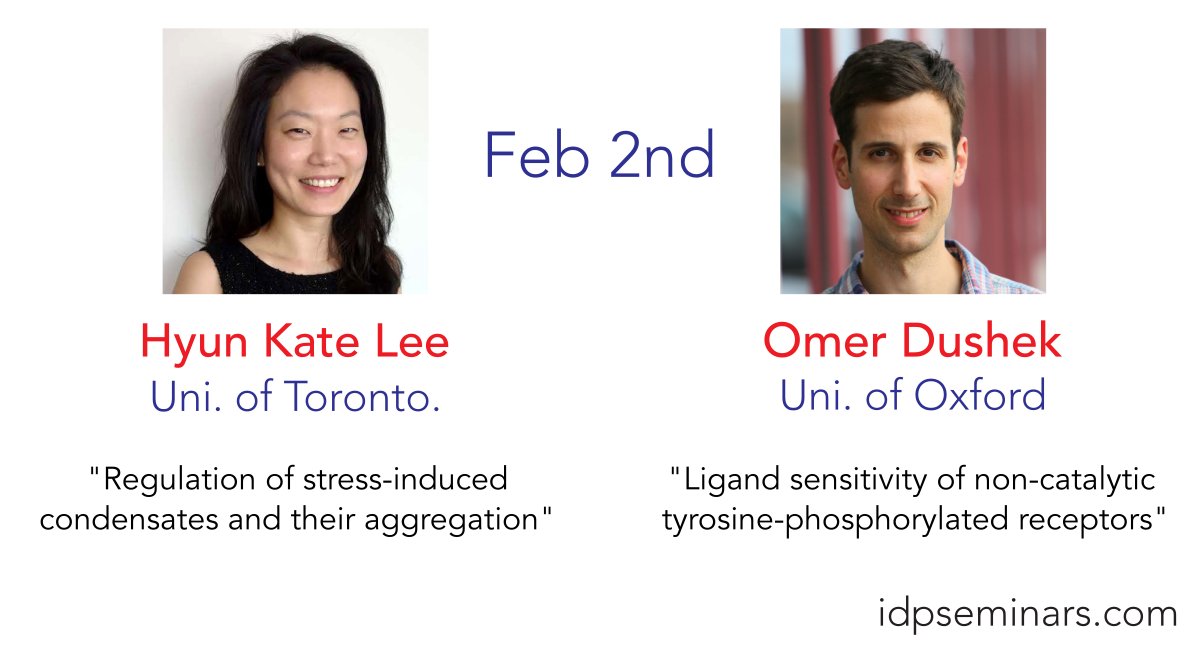 Feb 2nd
Hyun Kate Lee
Uni. of Toronto.
"Regulation of stress-induced
condensates and their aggregation"
Omer Dushek
Uni. of Oxford
"Ligand sensitivity of non-catalytic
tyrosine-phosphorylated receptors"
idpseminars.com